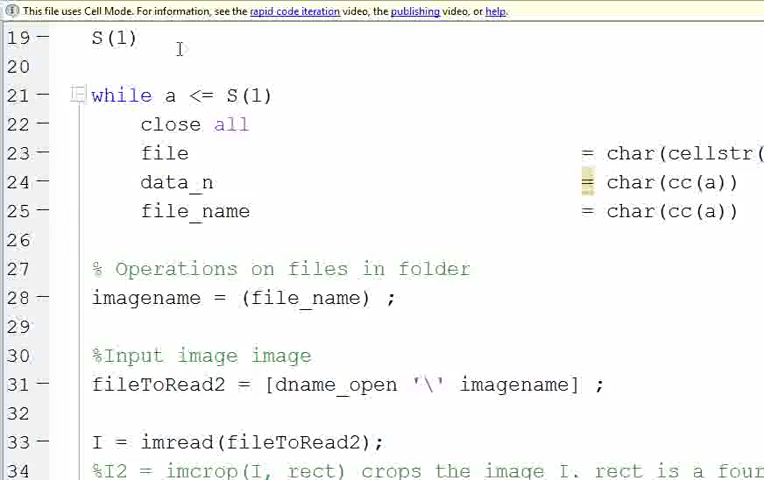 This file uses Cell Mode. For information, see the rapid code iteration video, the publishing video, or help.
19 S(1)
20
21 while a <= S(1)
22 close all
23 file = char(cellstr(
24 data_n = char(cc(a))
25 file_name = char(cc(a))
26
27 % Operations on files in folder
28 imagename = (file_name) ;
29
30 %Input image image
31 fileToRead2 = [dname_open '\' imagename] ;
32
33 I = imread(fileToRead2);
34 %I2 = imcrop(I, rect) crops the image I. rect is a four